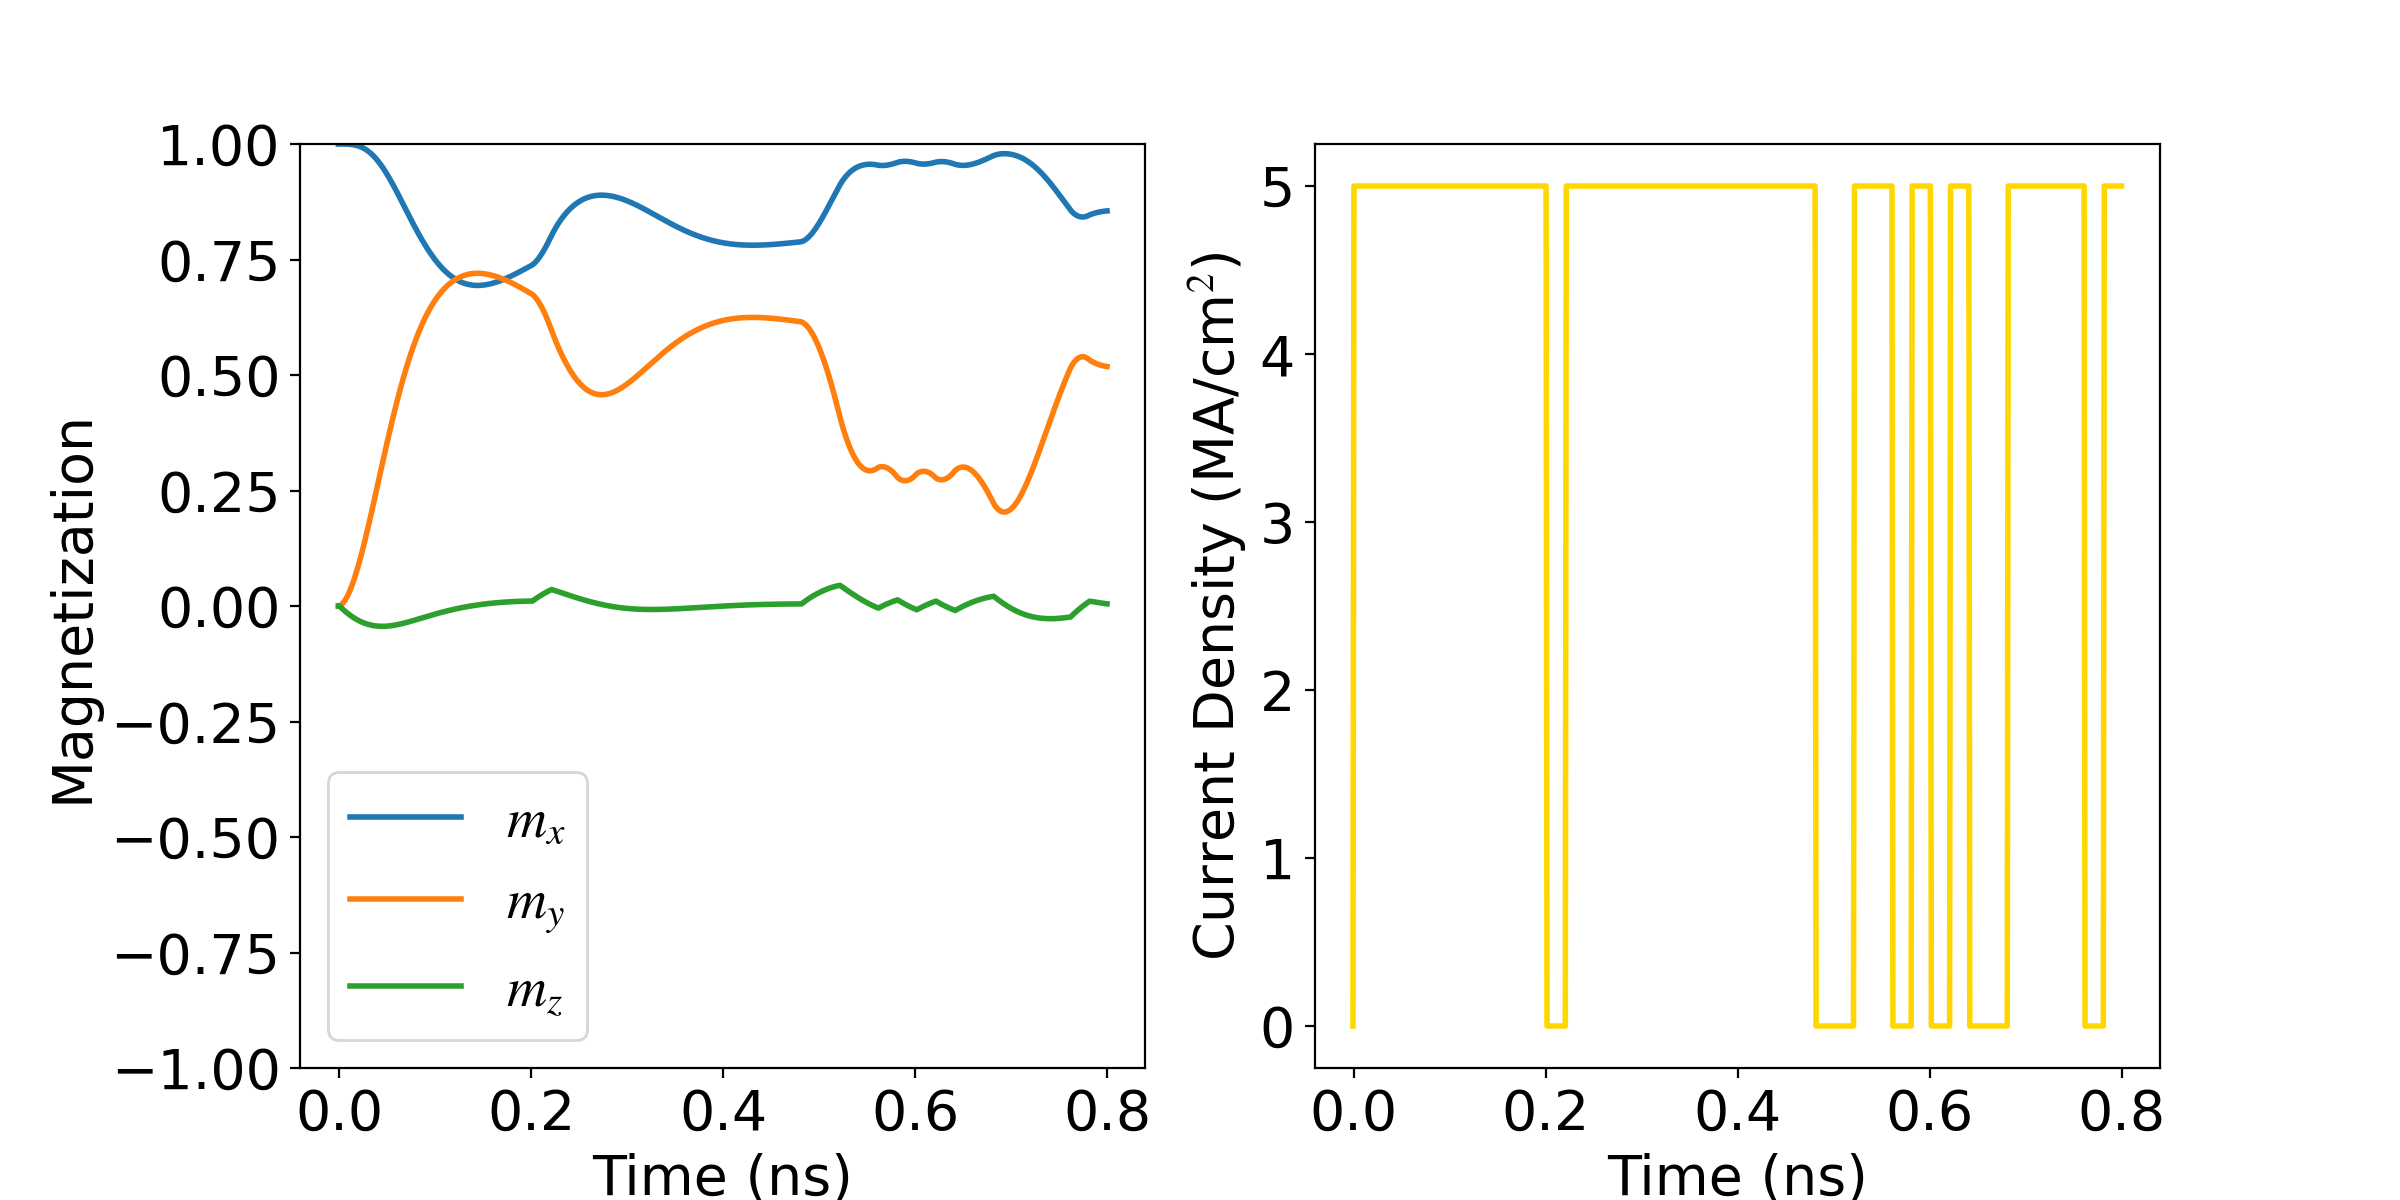 Magnetization
1.00
0.75
0.50
0.25
0.00
−0.25
−0.50
−0.75
−1.00
m_x
m_y
m_z
0.0 0.2 0.4 0.6 0.8
Time (ns)
Current Density (MA/cm²)
5
4
3
2
1
0
0.0 0.2 0.4 0.6 0.8
Time (ns)